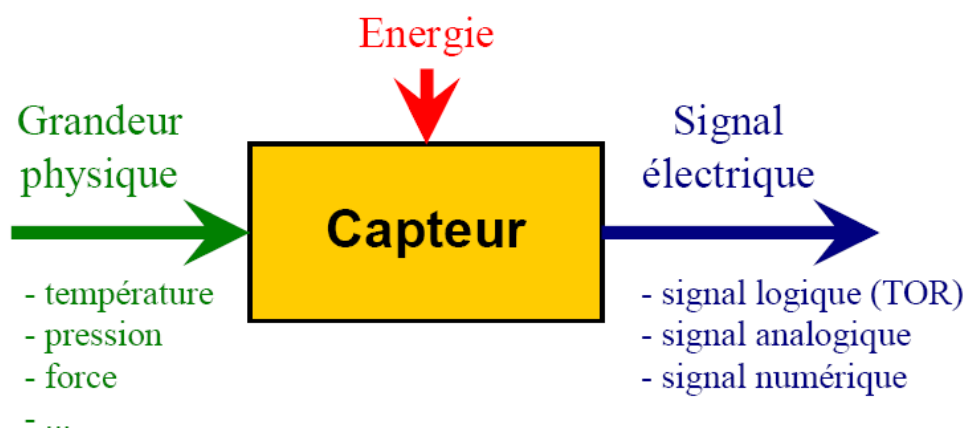 Energie
Grandeur
physique
Signal
électrique
Capteur
- température
- pression
- force
- ...
- signal logique (TOR)
- signal analogique
- signal numérique